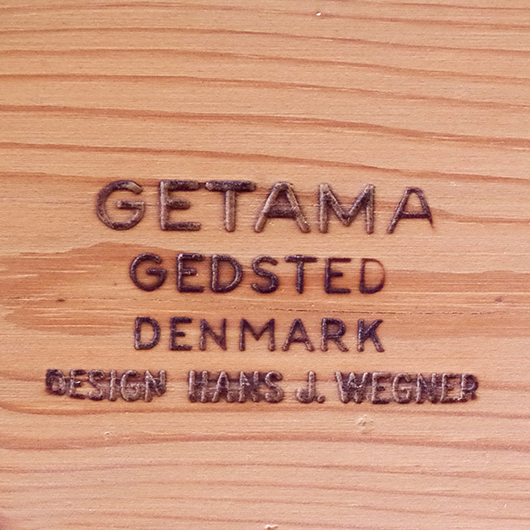 GETAMA
GEDSTED
DENMARK
DESIGN HANS J. WEGNER